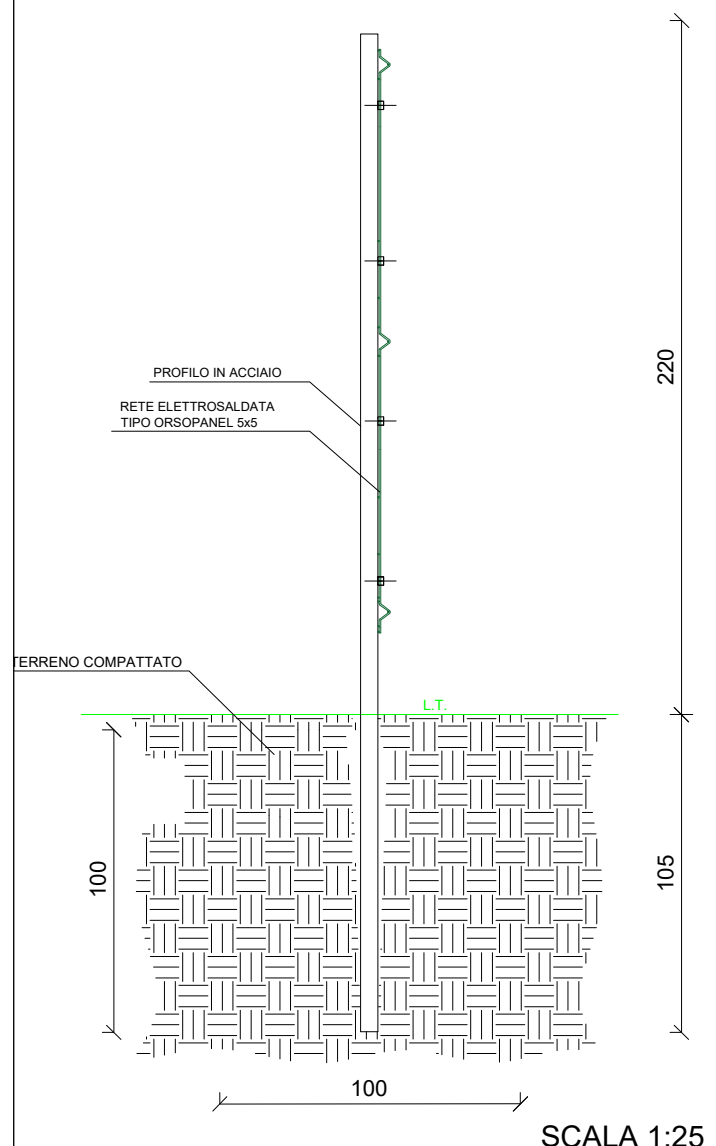 220
PROFILO IN ACCIAIO
RETE ELETTROSALDATA
TIPO ORSOPANEL 5x5
TERRENO COMPATTATO
L.T.
100
105
100
SCALA 1:25